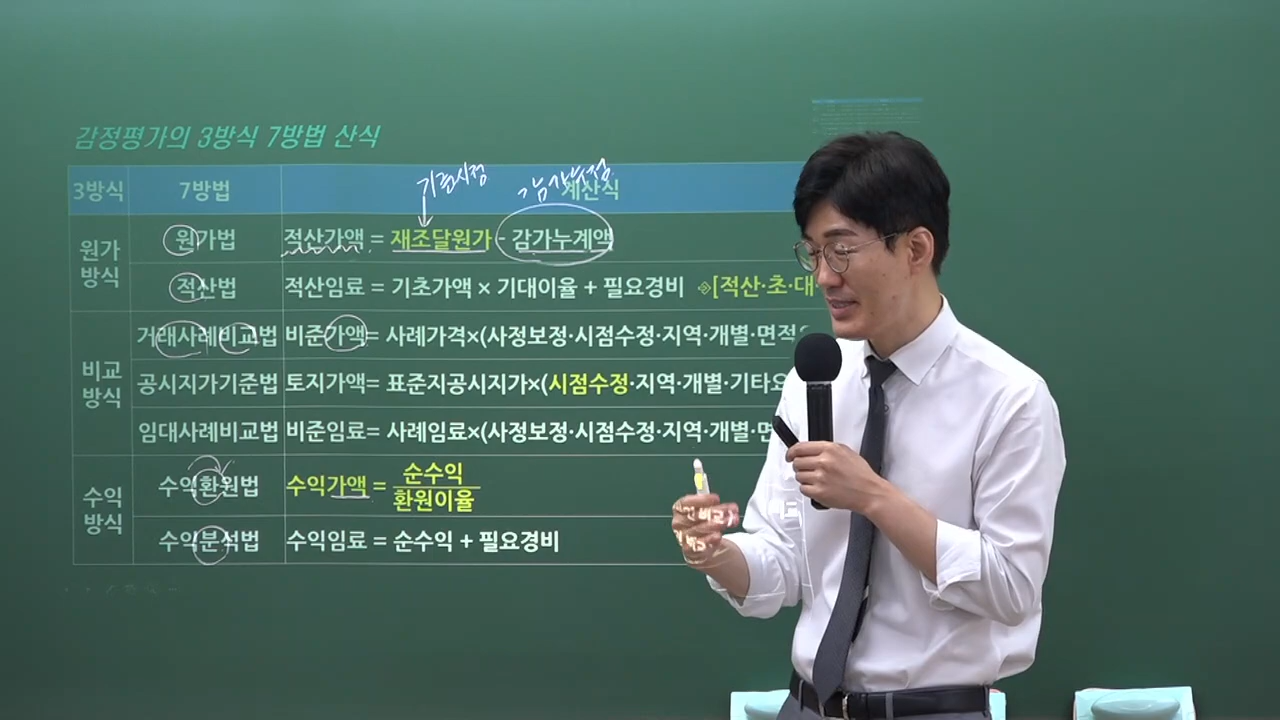 감정평가의 3방식 7방법 산식
기준시점
3방식 7방법 계산식
원가방식
원가법 적산가액 = 재조달원가 - 감가누계액
적산법 적산임료 = 기초가액 × 기대이율 + 필요경비 [적산·초·대
비교방식
거래사례비교법 비준가액= 사례가격×(사정보정·시점수정·지역·개별·면적
공시지가기준법 토지가액= 표준지공시지가×(시점수정·지역·개별·기타
임대사례비교법 비준임료= 사례임료×(사정보정·시점수정·지역·개별·면
수익방식
수익환원법 수익가액 = 순수익
환원이율
수익분석법 수익임료 = 순수익 + 필요경비